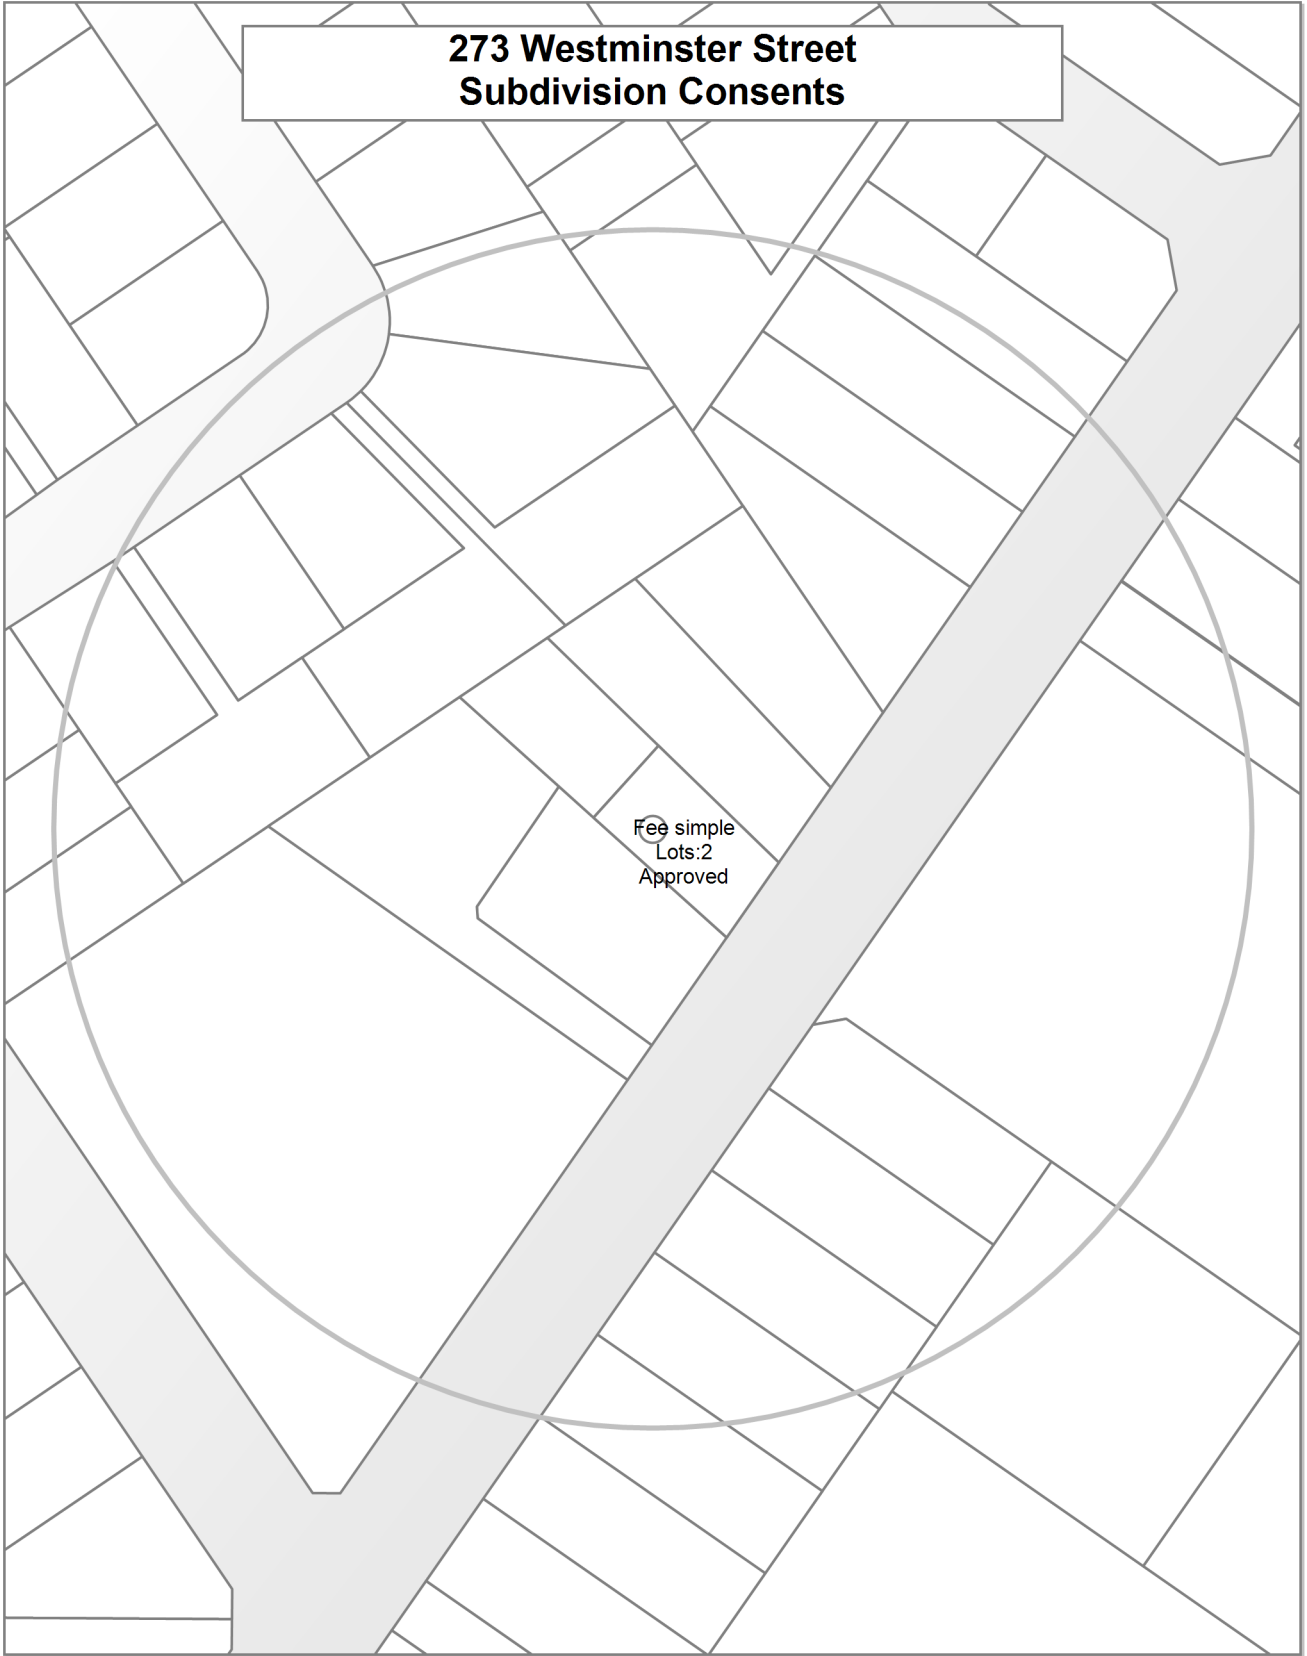 273 Westminster Street
Subdivision Consents
Fee simple
Lots:2
Approved